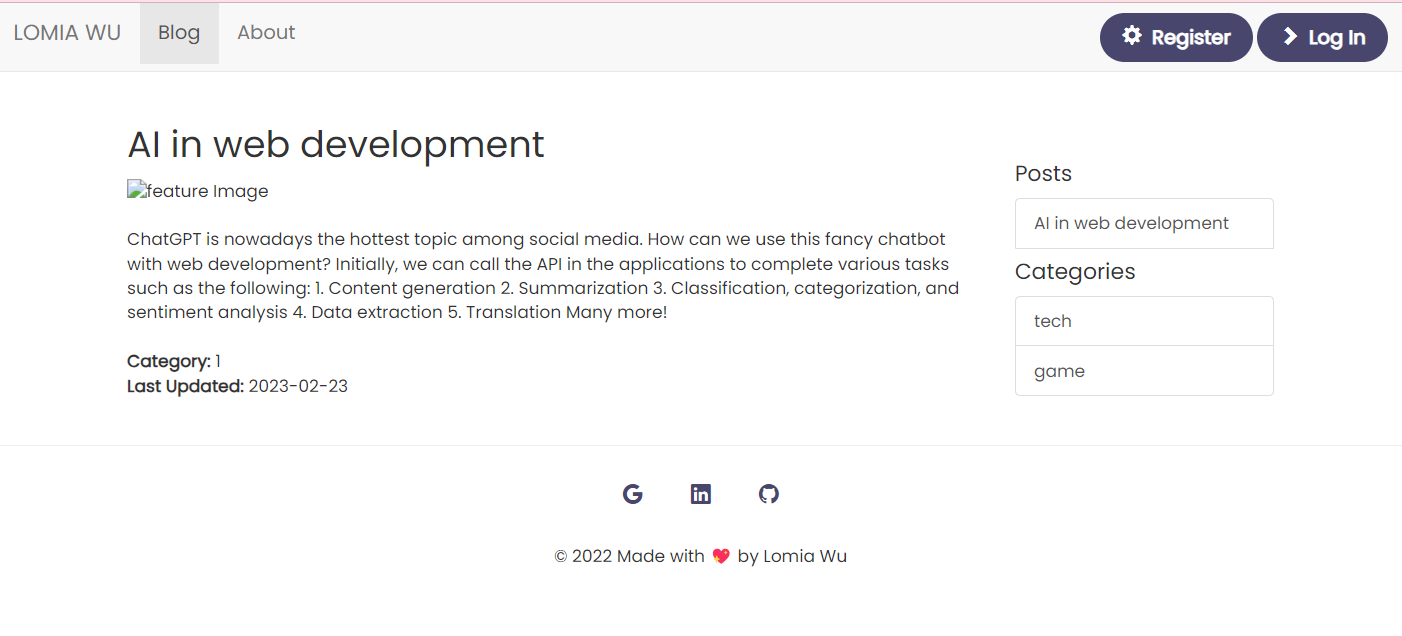 LOMIA WU Blog About Register Log In
AI in web development
feature Image
ChatGPT is nowadays the hottest topic among social media. How can we use this fancy chatbot
with web development? Initially, we can call the API in the applications to complete various tasks
such as the following: 1. Content generation 2. Summarization 3. Classification, categorization, and
sentiment analysis 4. Data extraction 5. Translation Many more!
Category: 1
Last Updated: 2023-02-23
Posts
AI in web development
Categories
tech
game
© 2022 Made with 💖 by Lomia Wu